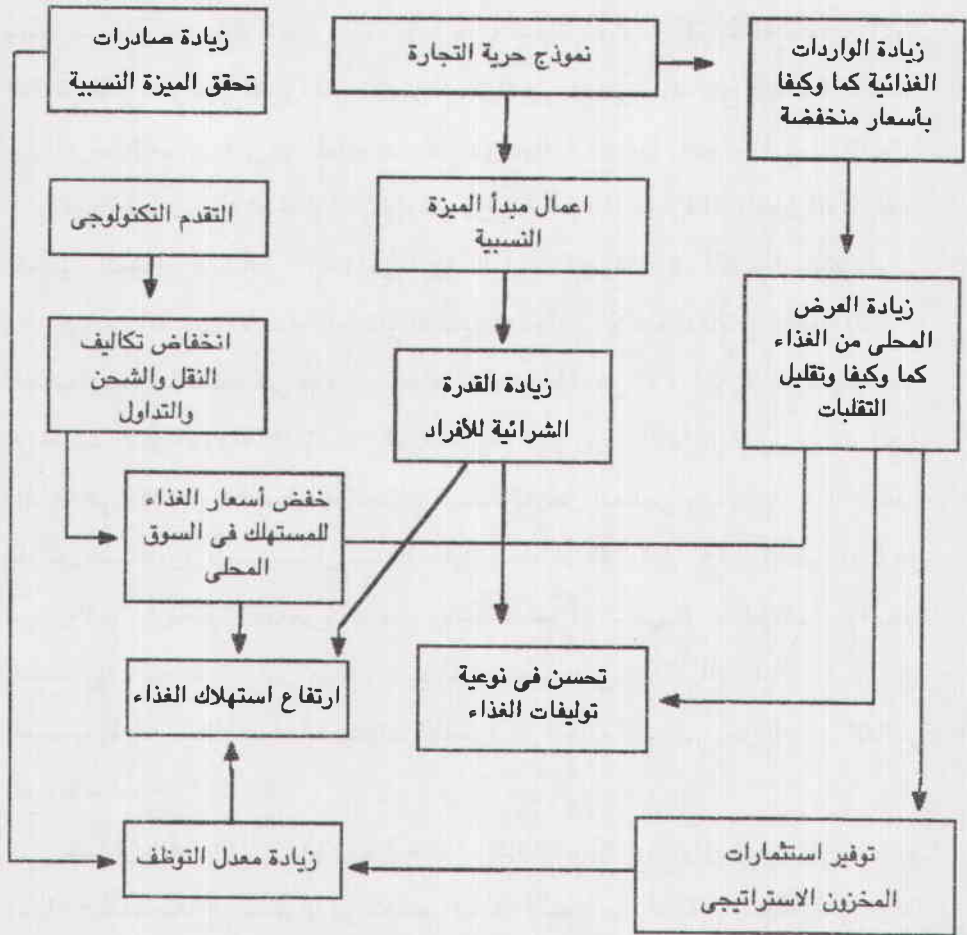 زيادة صادرات
تحقق الميزة النسبية
نموذج حرية التجارة
زيادة الواردات
الغذائية كما وكيفا
بأسعار منخفضة
التقدم التكنولوجى
اعمال مبدأ الميزة
النسبية
زيادة العرض
المحلى من الغذاء
كما وكيفا وتقليل
التقلبات
انخفاض تكاليف
النقل والشحن
والتداول
زيادة القدرة
الشرائية للأفراد
خفض أسعار الغذاء
للمستهلك فى السوق
المحلى
ارتفاع استهلاك الغذاء
تحسن فى نوعية
توليفات الغذاء
زيادة معدل التوظف
توفير استثمارات
المخزون الاستراتيجى